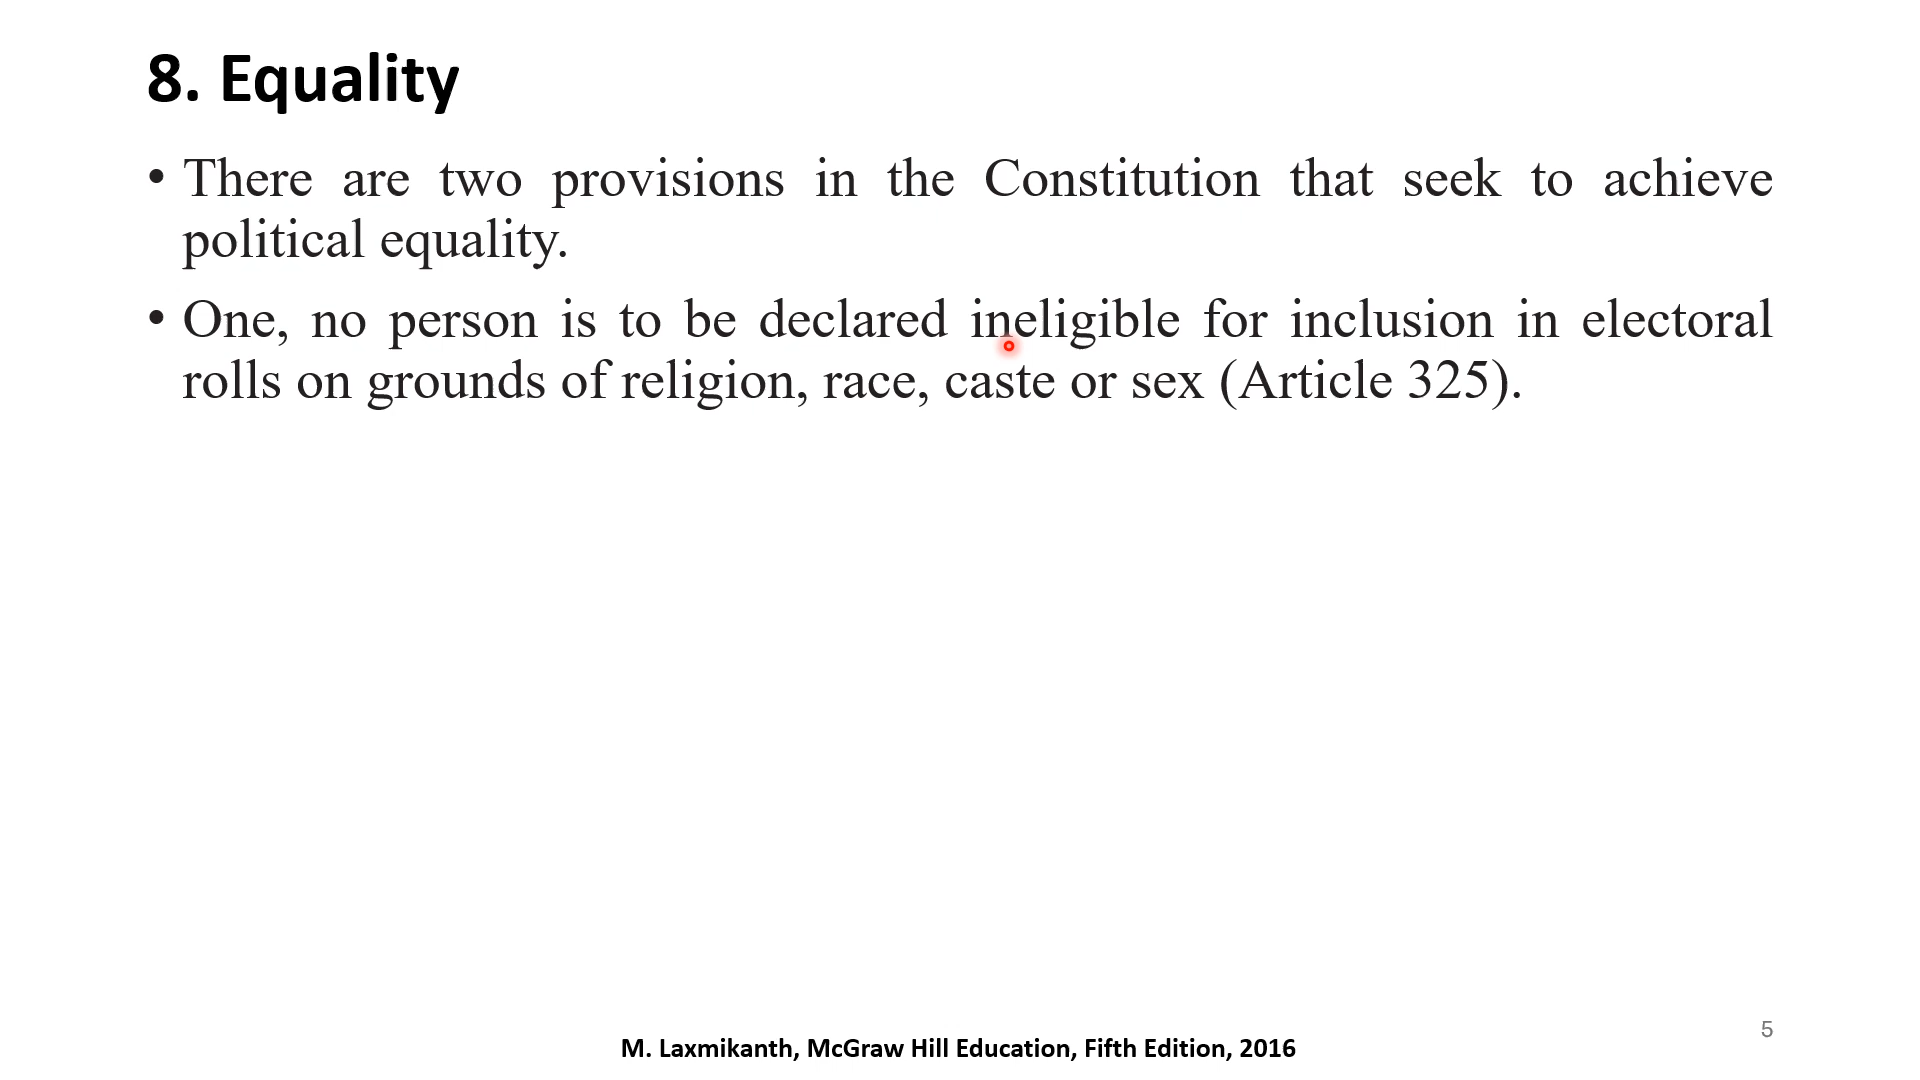 8. Equality
• There are two provisions in the Constitution that seek to achieve
political equality.
• One, no person is to be declared ineligible for inclusion in electoral
rolls on grounds of religion, race, caste or sex (Article 325).
5
M. Laxmikanth, McGraw Hill Education, Fifth Edition, 2016